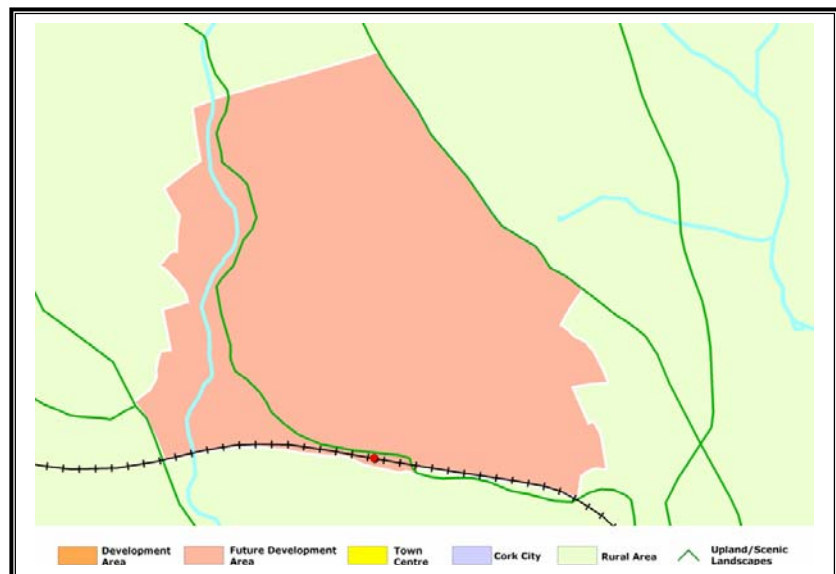 Development Area
Future Development Area
Town Centre
Cork City
Rural Area
Upland/Scenic Landscapes